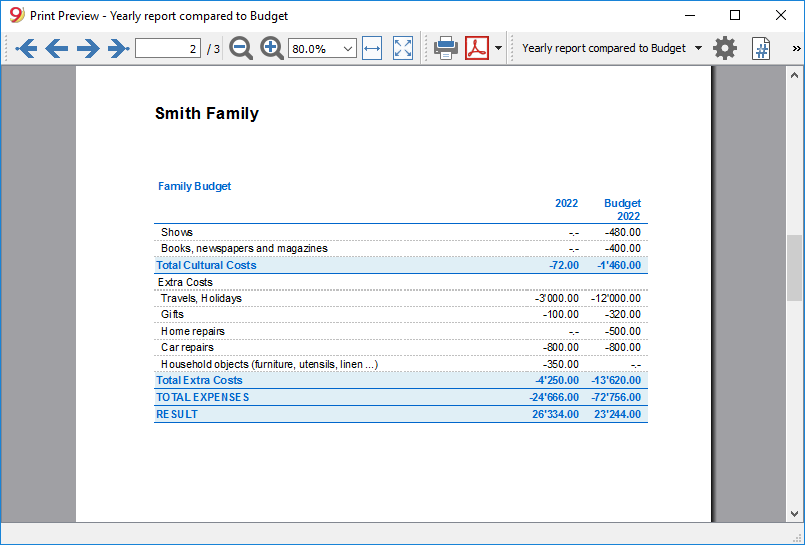 Print Preview - Yearly report compared to Budget
2 / 3 80.0% Yearly report compared to Budget # »
Smith Family
Family Budget
2022 Budget
2022
Shows -.- -480.00
Books, newspapers and magazines -.- -400.00
Total Cultural Costs -72.00 -1'460.00
Extra Costs
Travels, Holidays -3'000.00 -12'000.00
Gifts -100.00 -320.00
Home repairs -.- -500.00
Car repairs -800.00 -800.00
Household objects (furniture, utensils, linen ...) -350.00 -.-
Total Extra Costs -4'250.00 -13'620.00
TOTAL EXPENSES -24'666.00 -72'756.00
RESULT 26'334.00 23'244.00